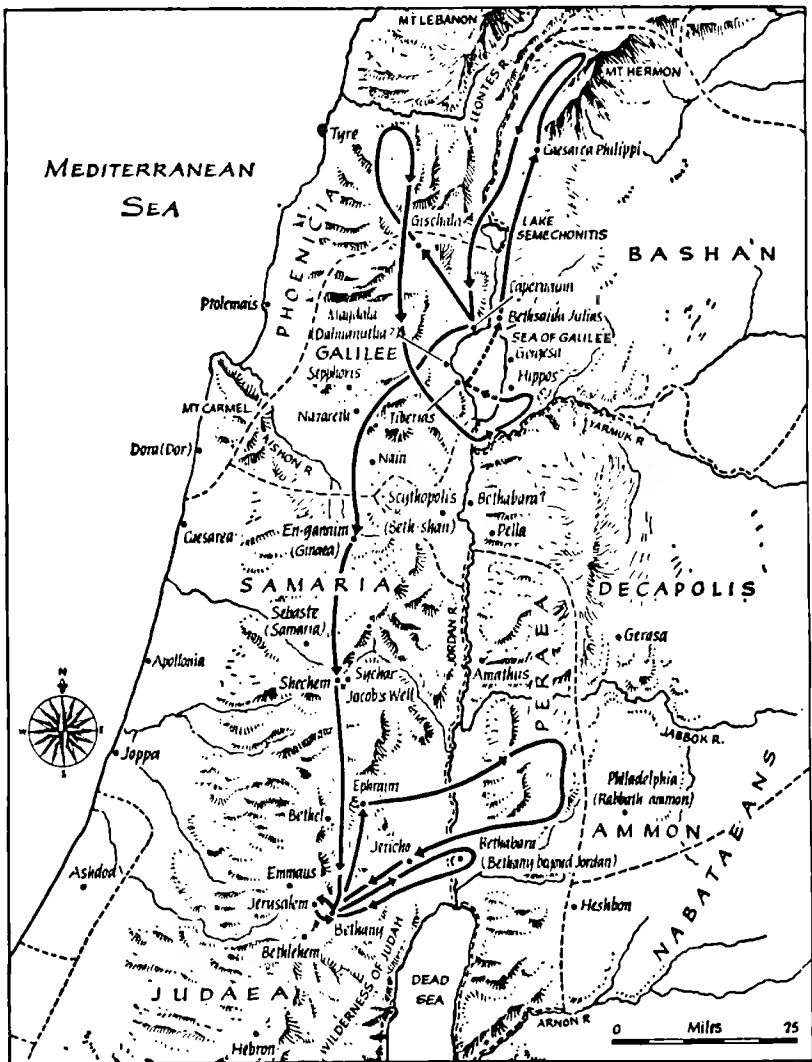 MT LEBANON
LEONTES R.
MT HERMON
Tyre
Caesarea Philippi
MEDITERRANEAN
SEA
PHOENICIA
Gischala
LAKE
SEMECHONITIS
BASHAN
Capernaum
Ptolemais
Magdala
(Dalmanutha?)
Bethsaida Julias
SEA OF GALILEE
GALILEE
Gergesa
Sepphoris
Hippos
MT CARMEL
Nazareth
Tiberias
YARMUK R
KISHON R
Dora (Dor)
Nain
Scythopolis
(Beth-shan)
Bethabara?
Caesarea
En-gannim
(Ginaea)
Pella
SAMARIA
DECAPOLIS
Sebaste
(Samaria)
JORDAN R.
PERAEA
Gerasa
Apollonia
Sychar
Amathus
Shechem
Jacob's Well
N
W
E
S
JABBOK R.
Joppa
Ephraim
Philadelphia
(Rabbath ammon)
Bethel
AMMON
Jericho
Bethabara
(Bethany beyond Jordan)
Emmaus
Ashdod
Jerusalem
Heshbon
Bethany
NABATAEANS
Bethlehem
WILDERNESS OF JUDAH
DEAD
SEA
JUDAEA
Hebron
ARNON R
0 Miles 25